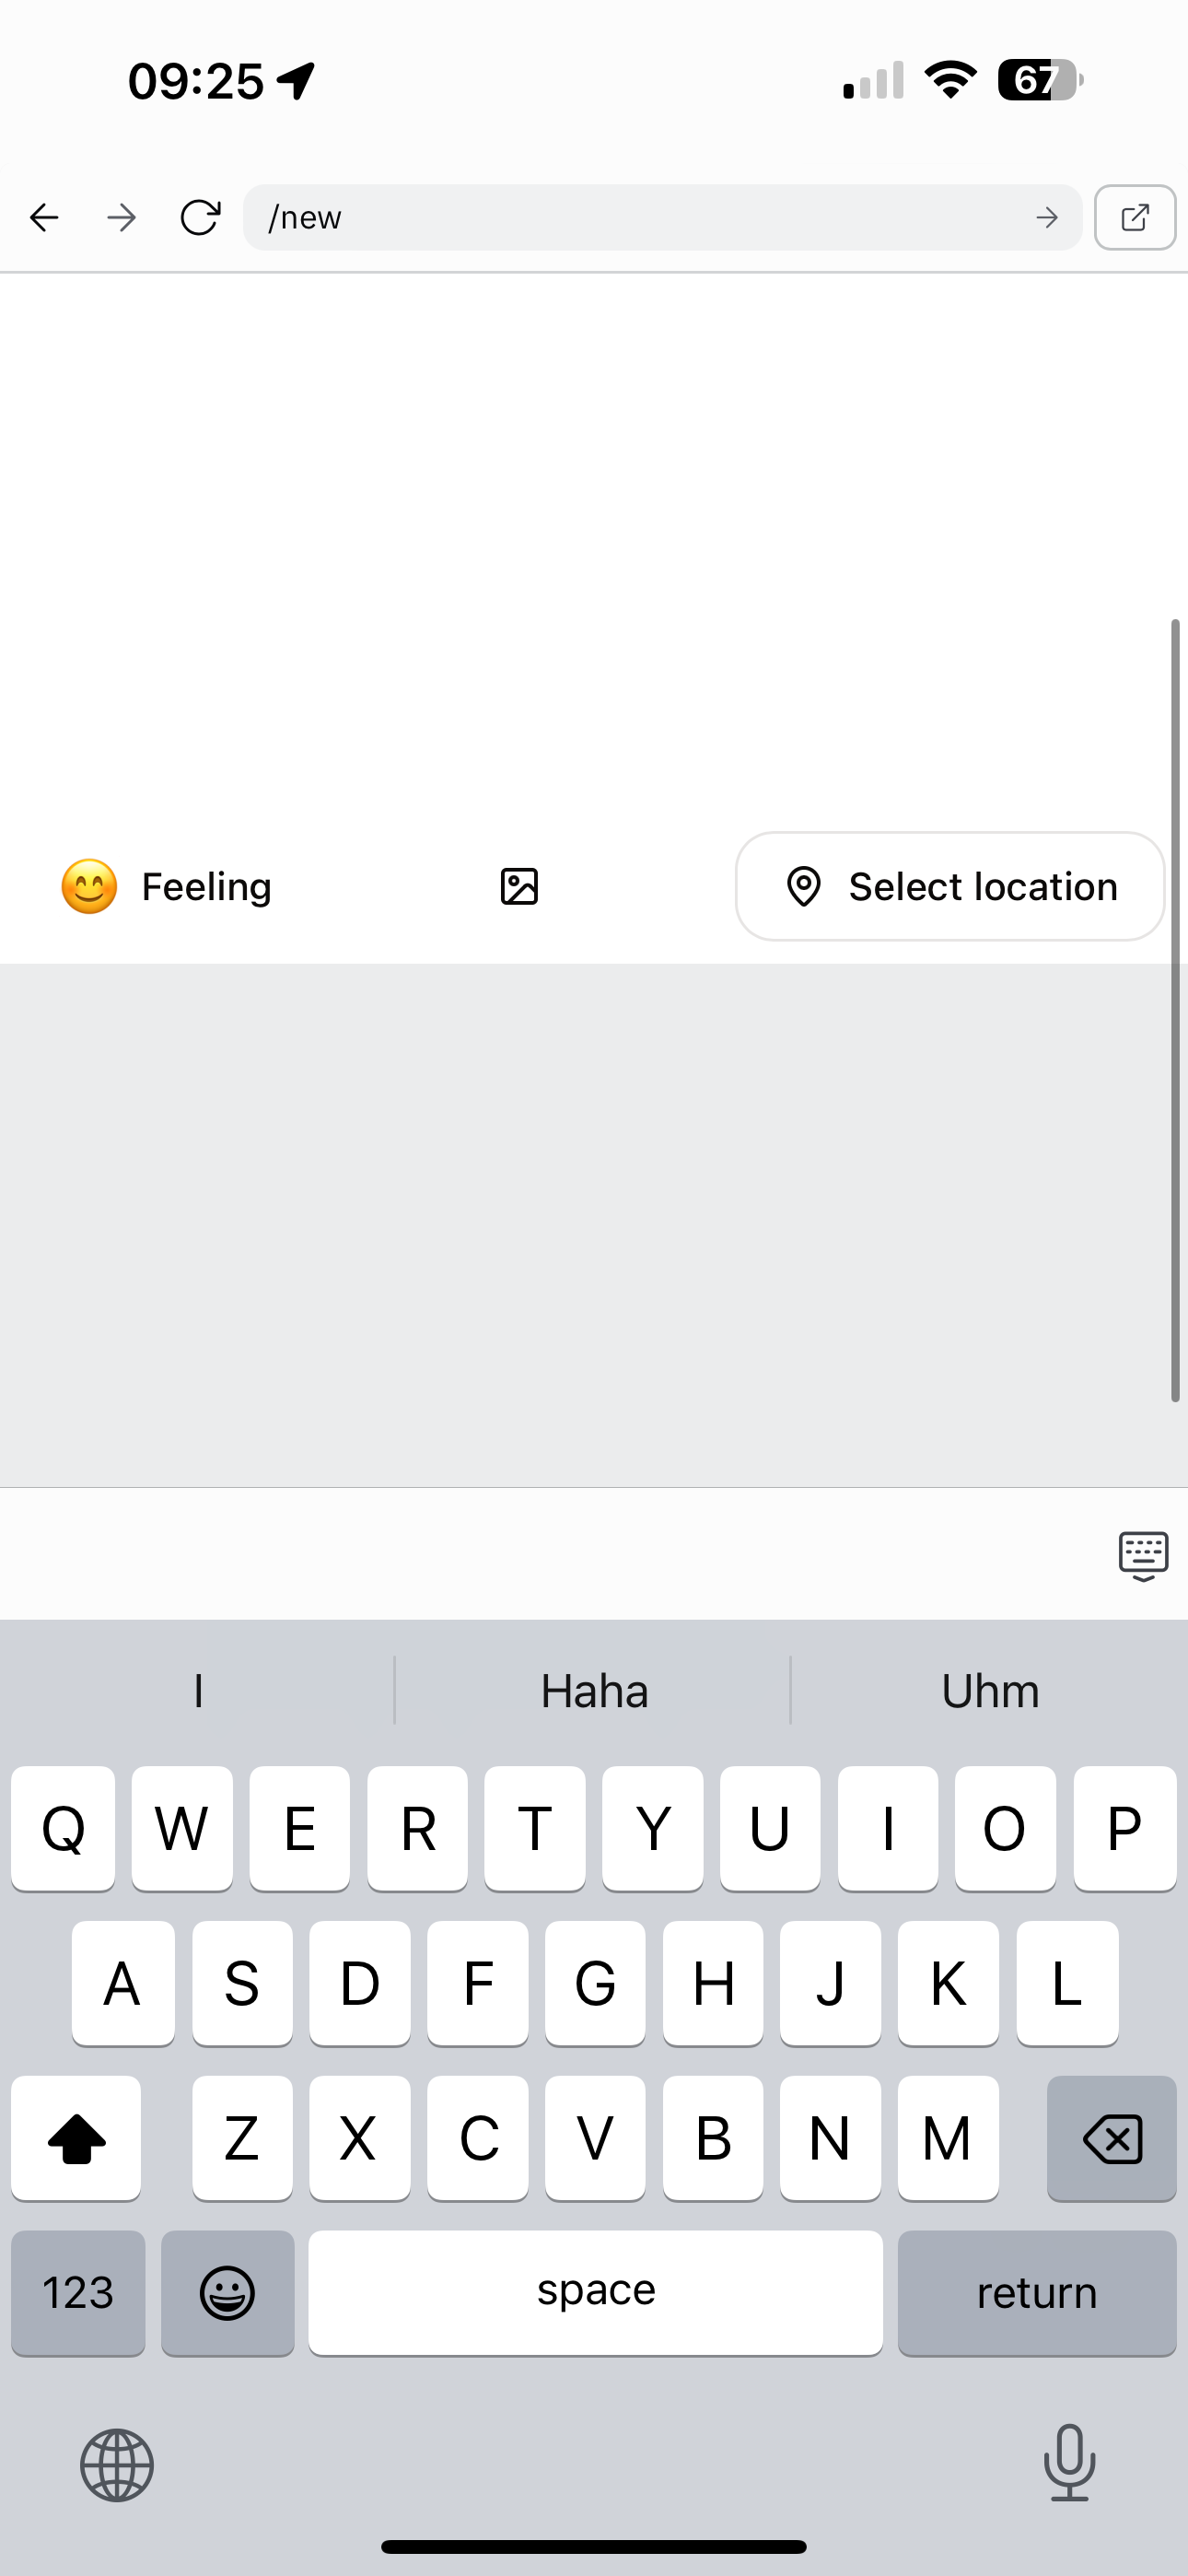 09:25
67
/new
Feeling
Select location
I Haha Uhm
Q W E R T Y U I O P
A S D F G H J K L
Z X C V B N M
123 space return